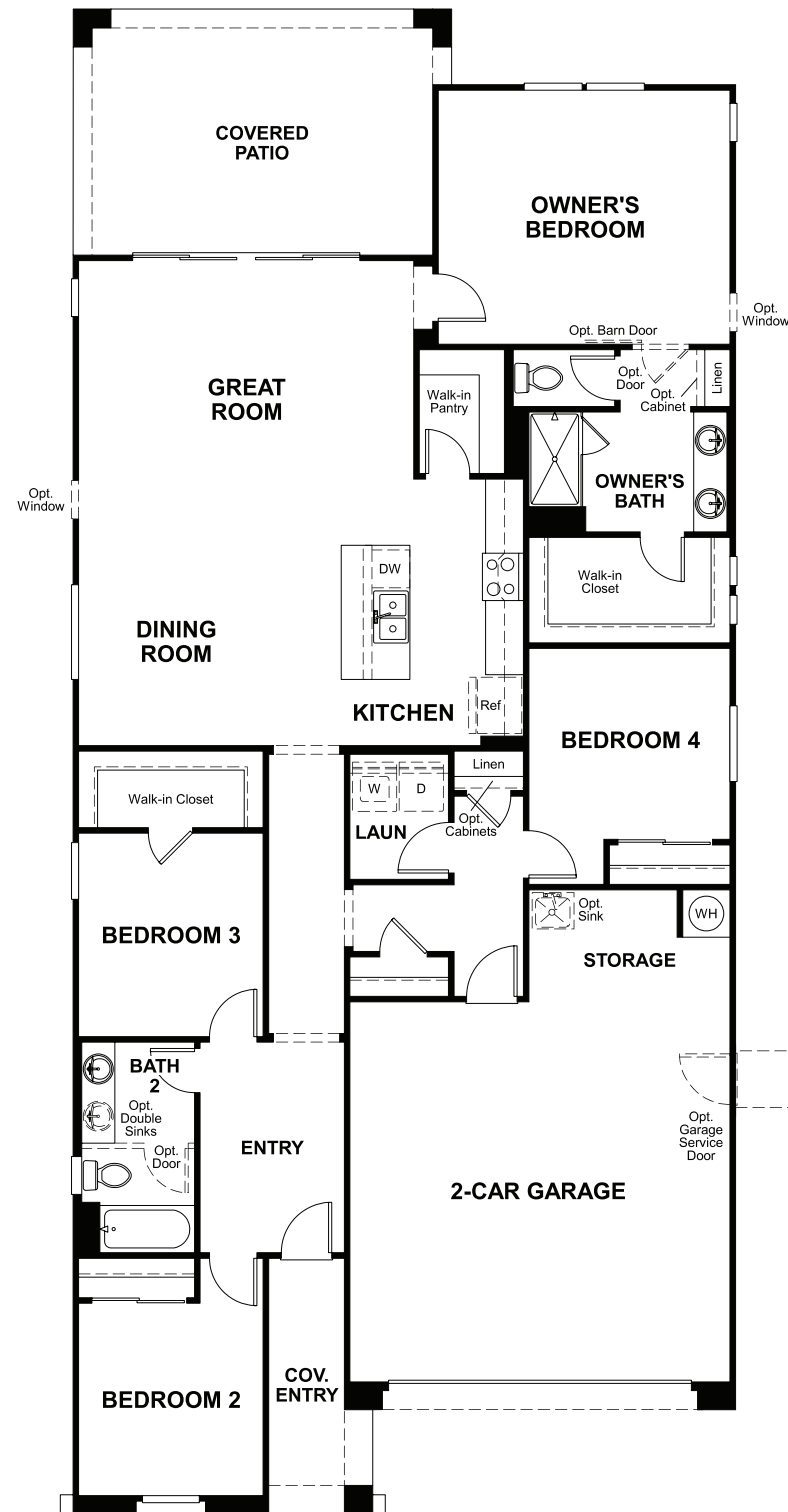 COVERED
PATIO
OWNER'S
BEDROOM
Opt.
Window
Opt. Barn Door
GREAT
ROOM
Walk-in
Pantry
Opt.
Door
Opt.
Cabinet
Linen
OWNER'S
BATH
Opt.
Window
DW
Walk-in
Closet
DINING
ROOM
KITCHEN
Ref
BEDROOM 4
Walk-in Closet
W
D
LAUN
Linen
Opt.
Cabinets
BEDROOM 3
Opt.
Sink
WH
STORAGE
BATH
2
Opt.
Double
Sinks
Opt.
Door
ENTRY
Opt.
Garage
Service
Door
2-CAR GARAGE
BEDROOM 2
COV.
ENTRY